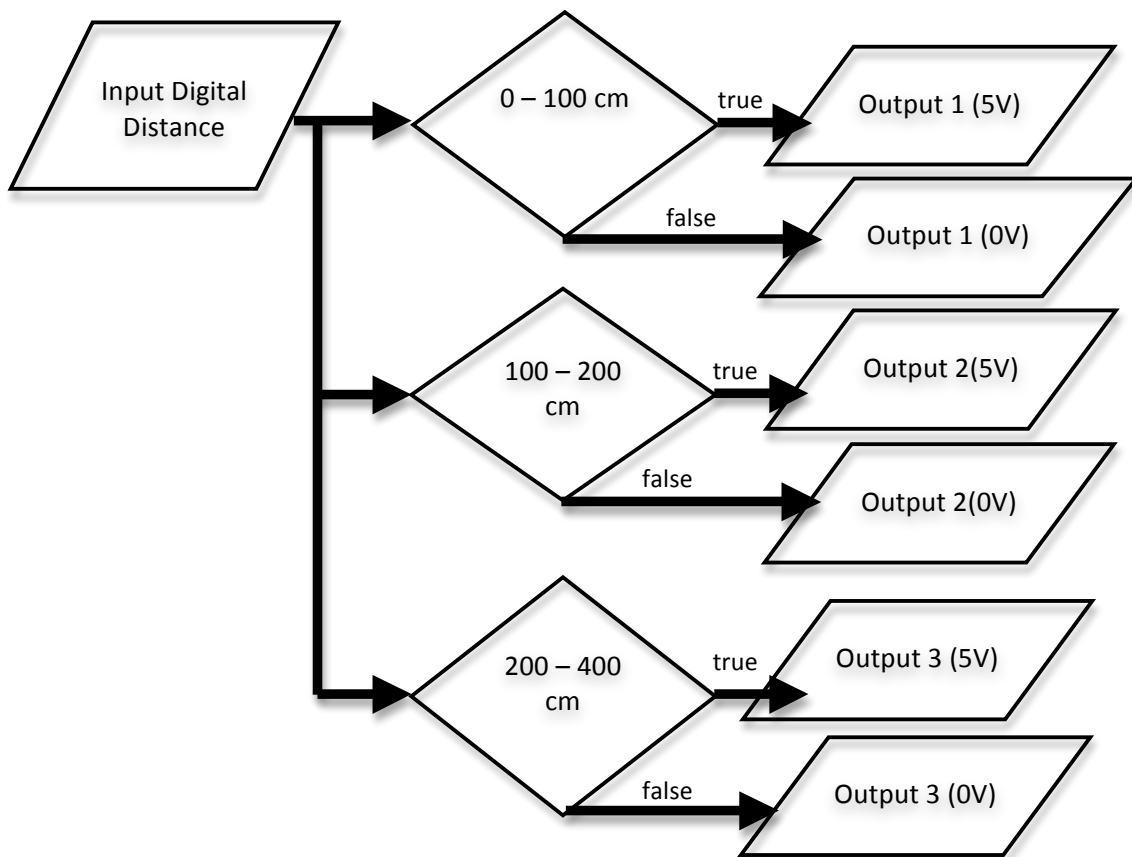 Input Digital
Distance
0 – 100 cm
true
Output 1 (5V)
false
Output 1 (0V)
100 – 200
cm
true
Output 2(5V)
false
Output 2(0V)
200 – 400
cm
true
Output 3 (5V)
false
Output 3 (0V)